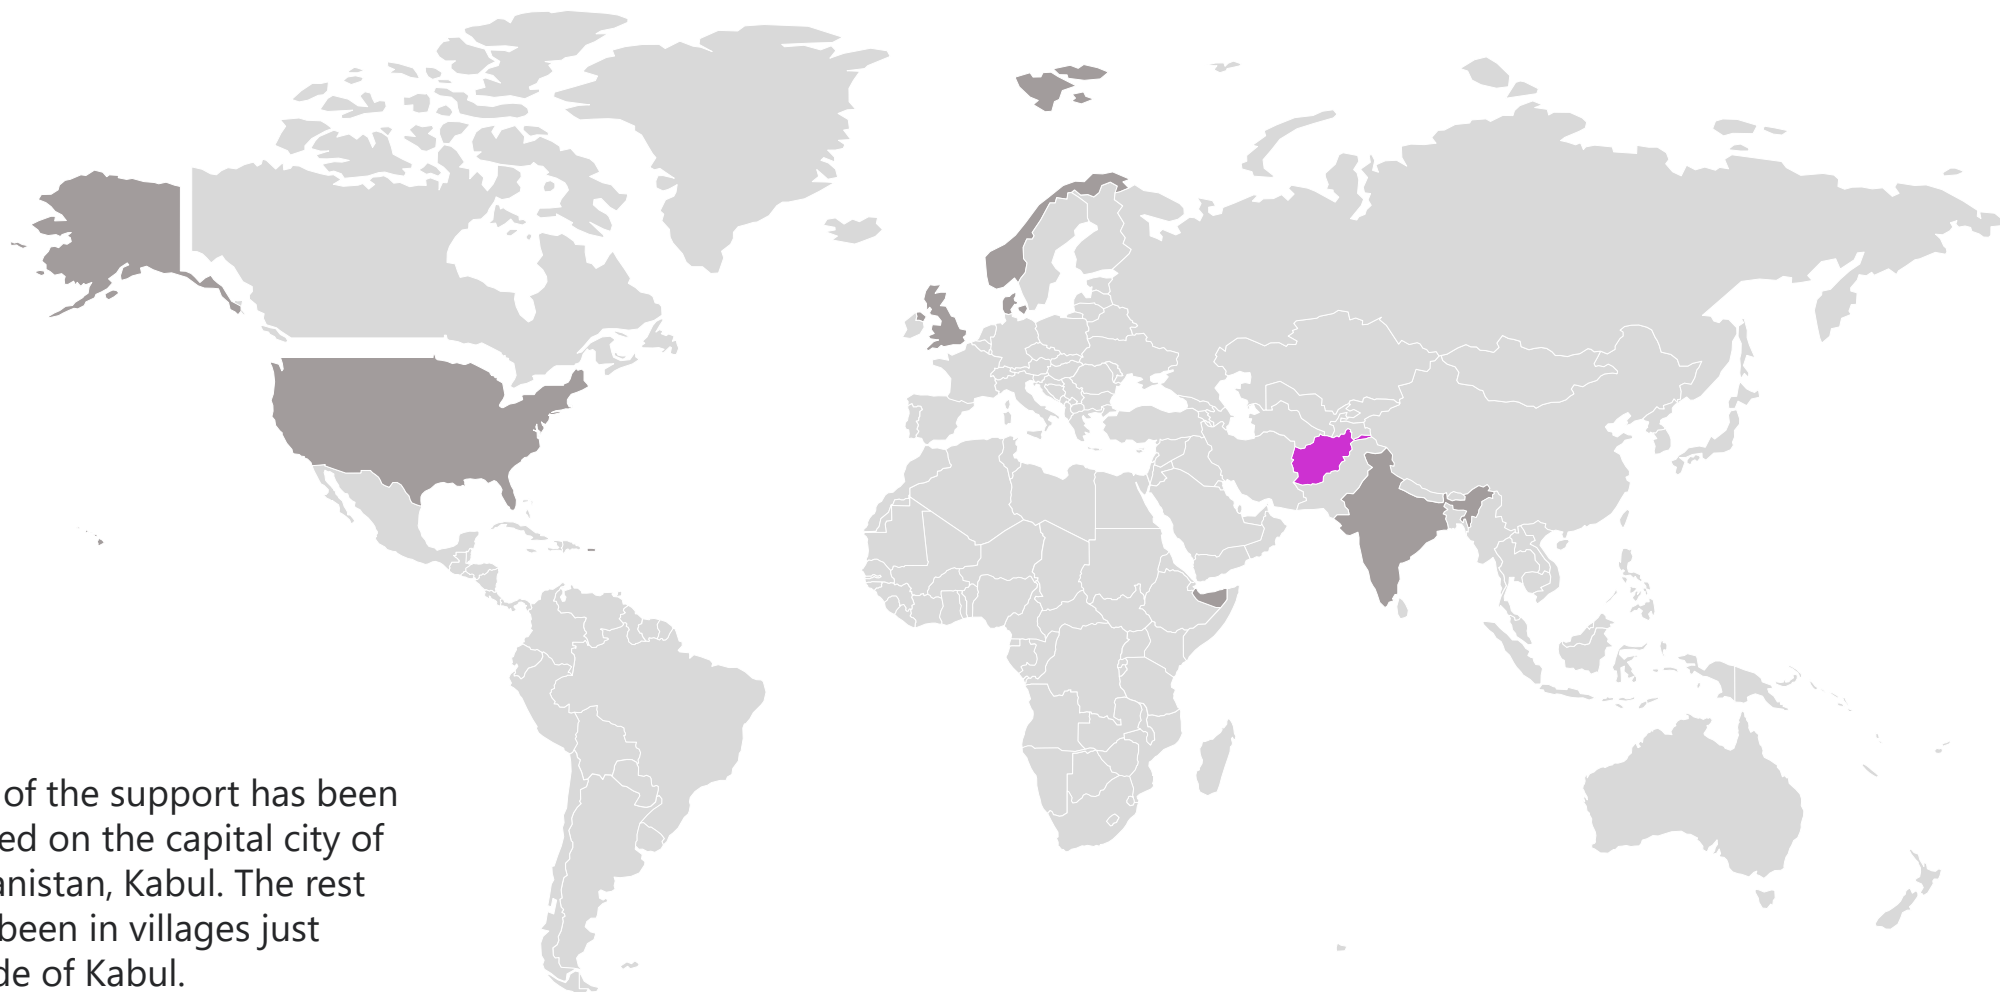 of the support has been
ed on the capital city of
anistan, Kabul. The rest
been in villages just
de of Kabul.